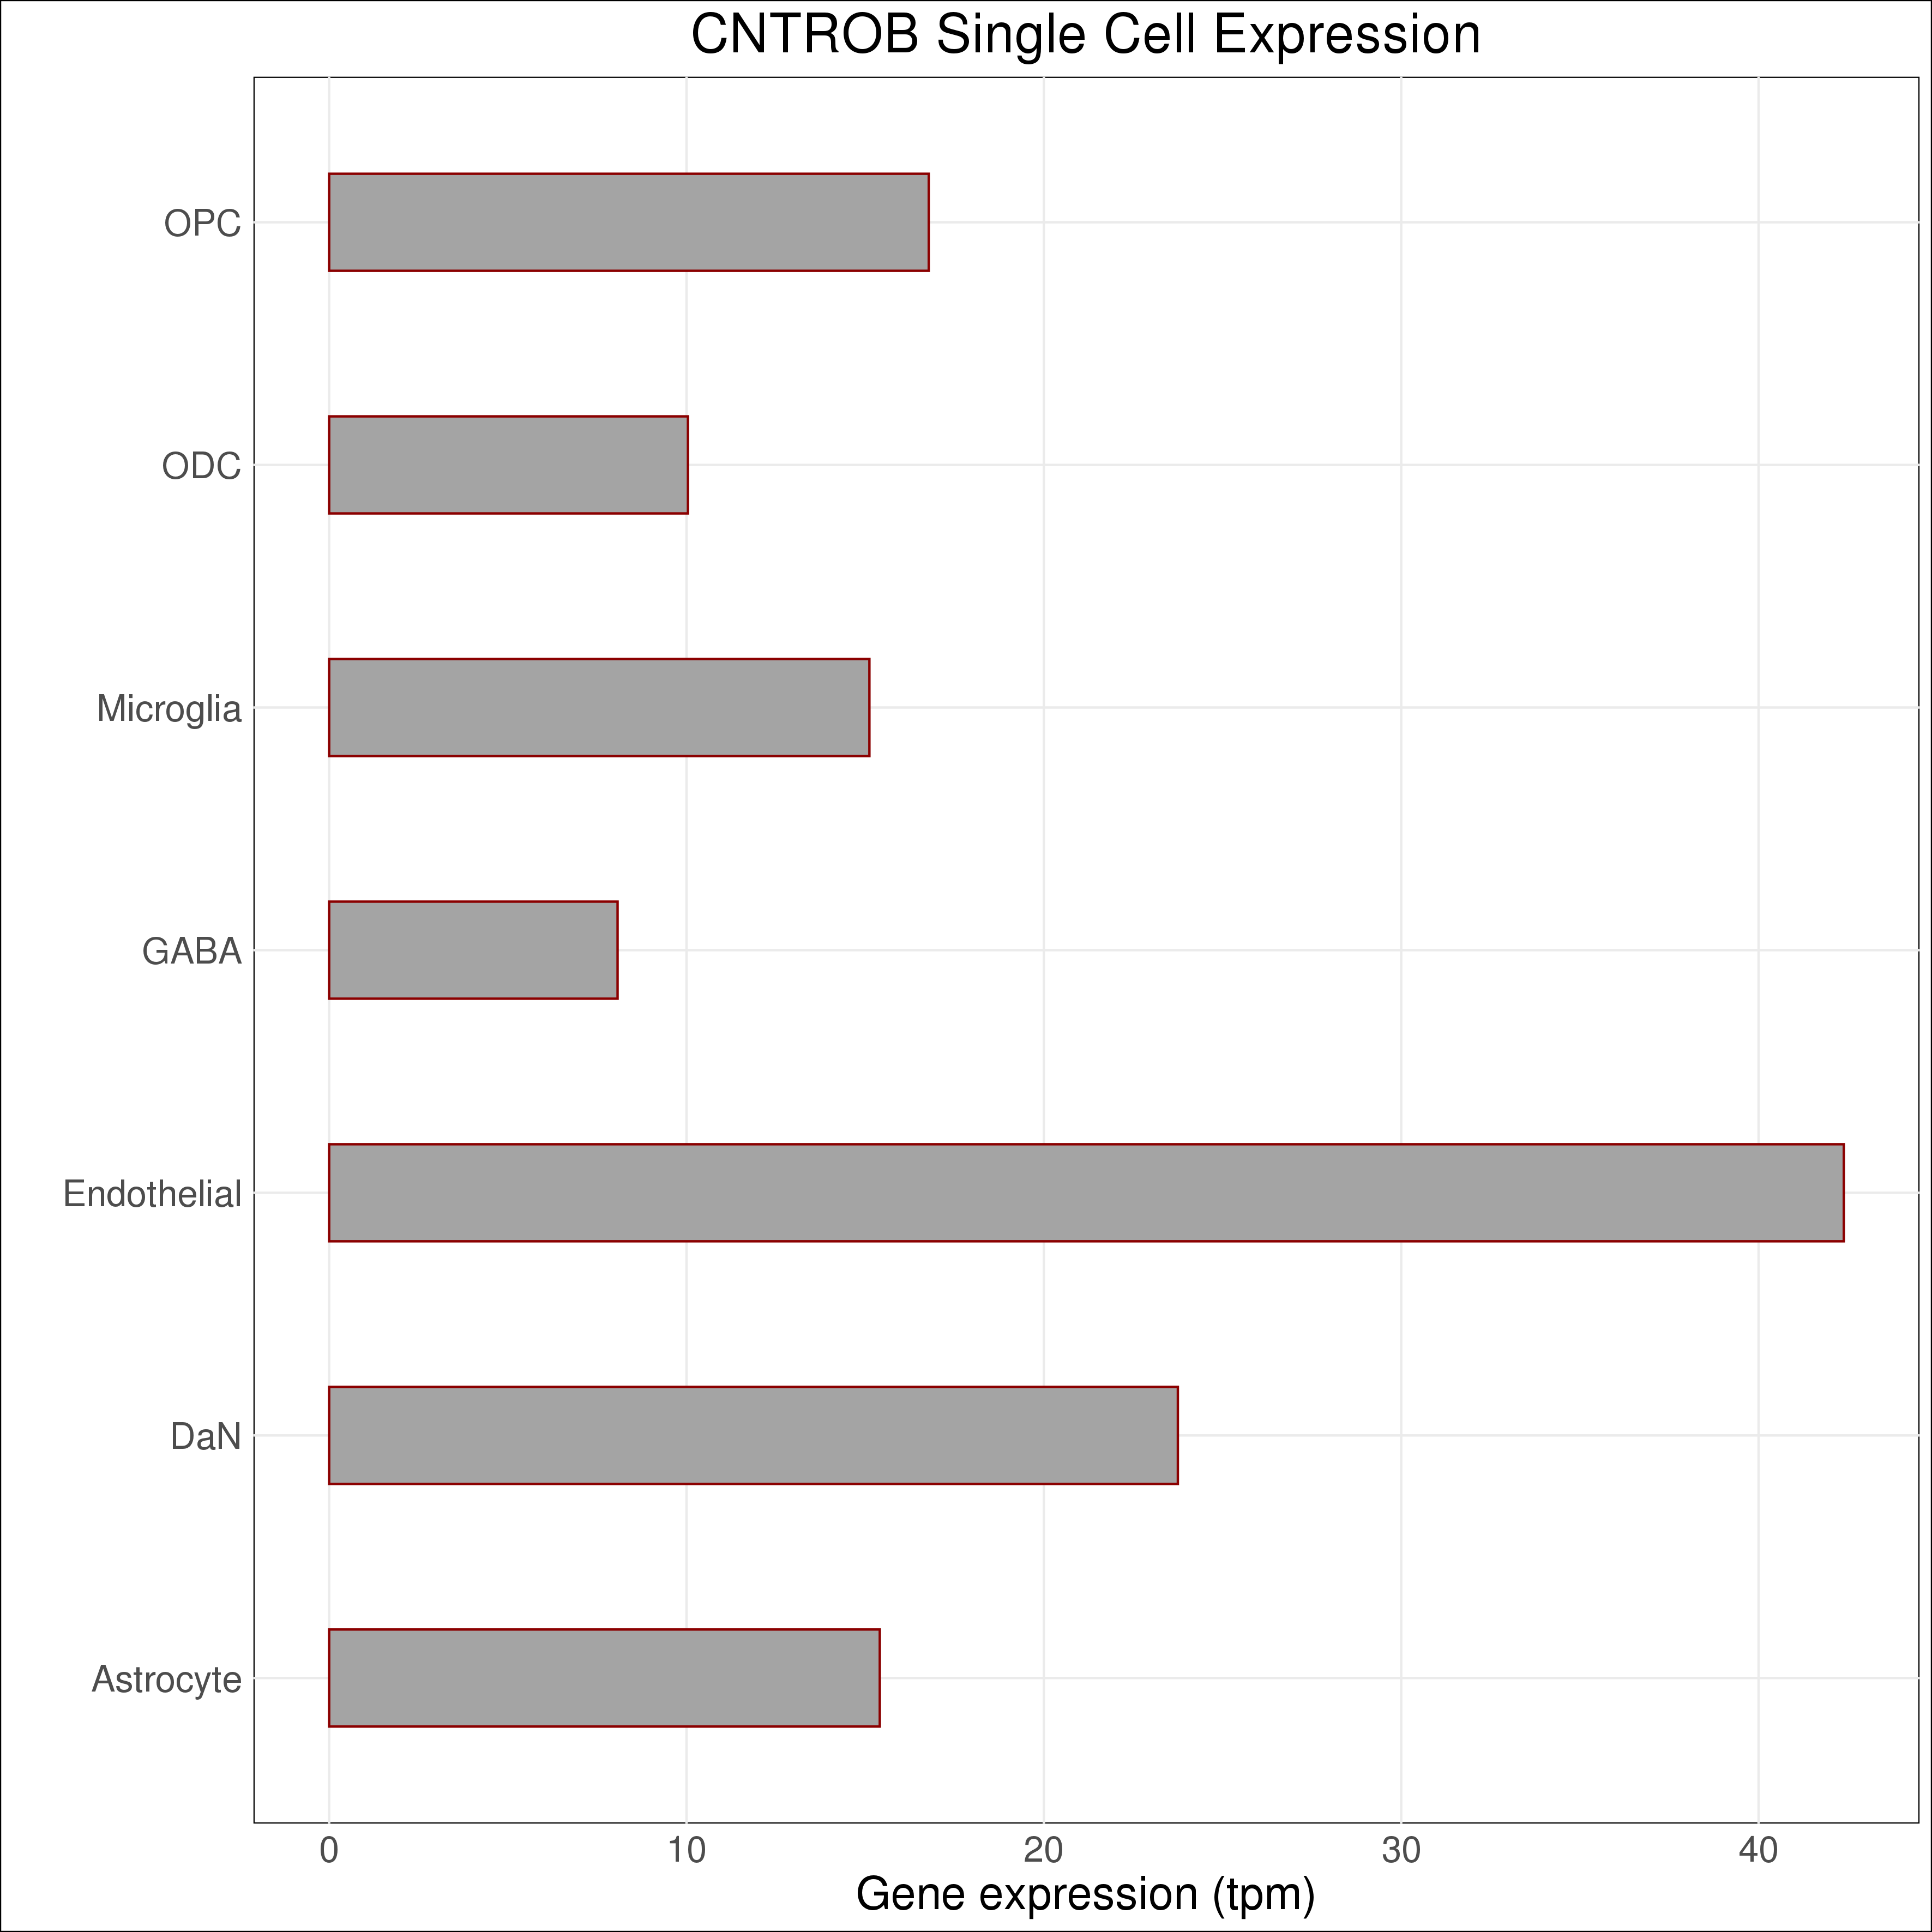 CNTROB Single Cell Expression
OPC
ODC
Microglia
GABA
Endothelial
DaN
Astrocyte
0 10 20 30 40
Gene expression (tpm)